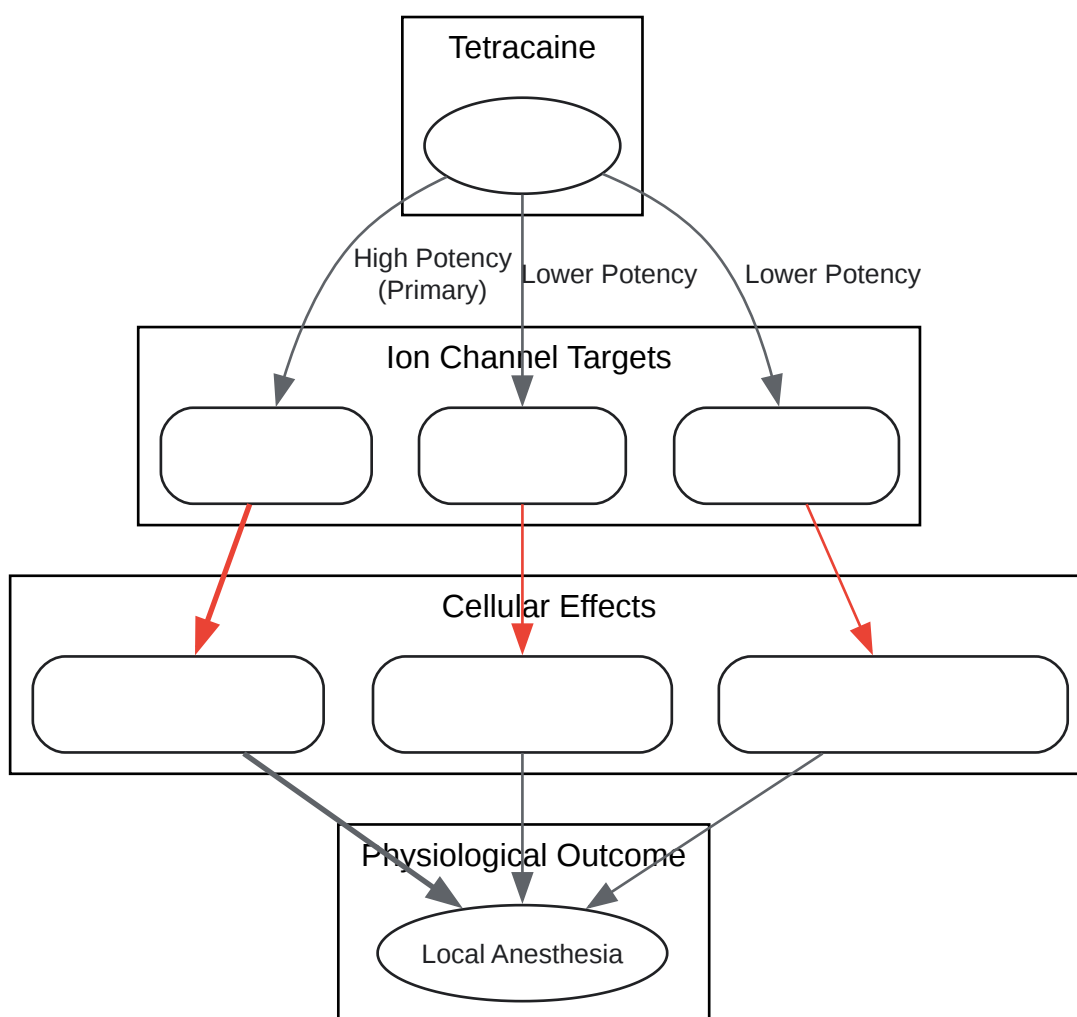 Tetracaine
High Potency
(Primary)
Lower Potency
Lower Potency
Ion Channel Targets
Cellular Effects
Physiological Outcome
Local Anesthesia